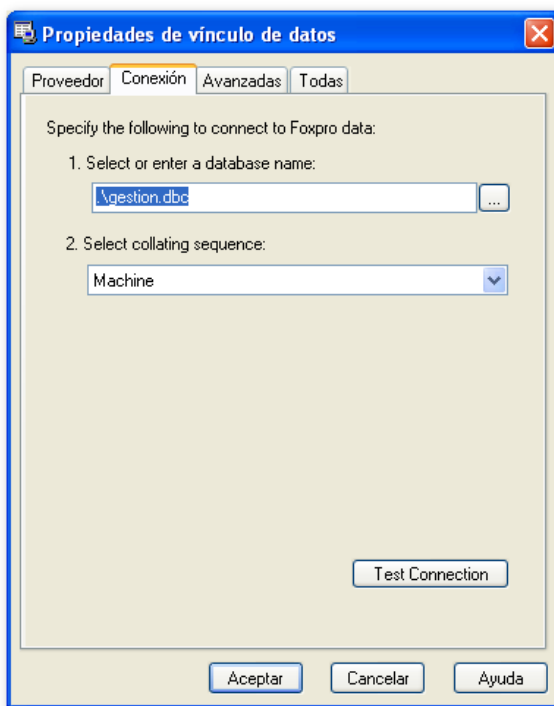 Propiedades de vínculo de datos
Proveedor Conexión Avanzadas Todas
Specify the following to connect to Foxpro data:
1. Select or enter a database name:
.\gestion.dbc ...
2. Select collating sequence:
Machine
Test Connection
Aceptar Cancelar Ayuda